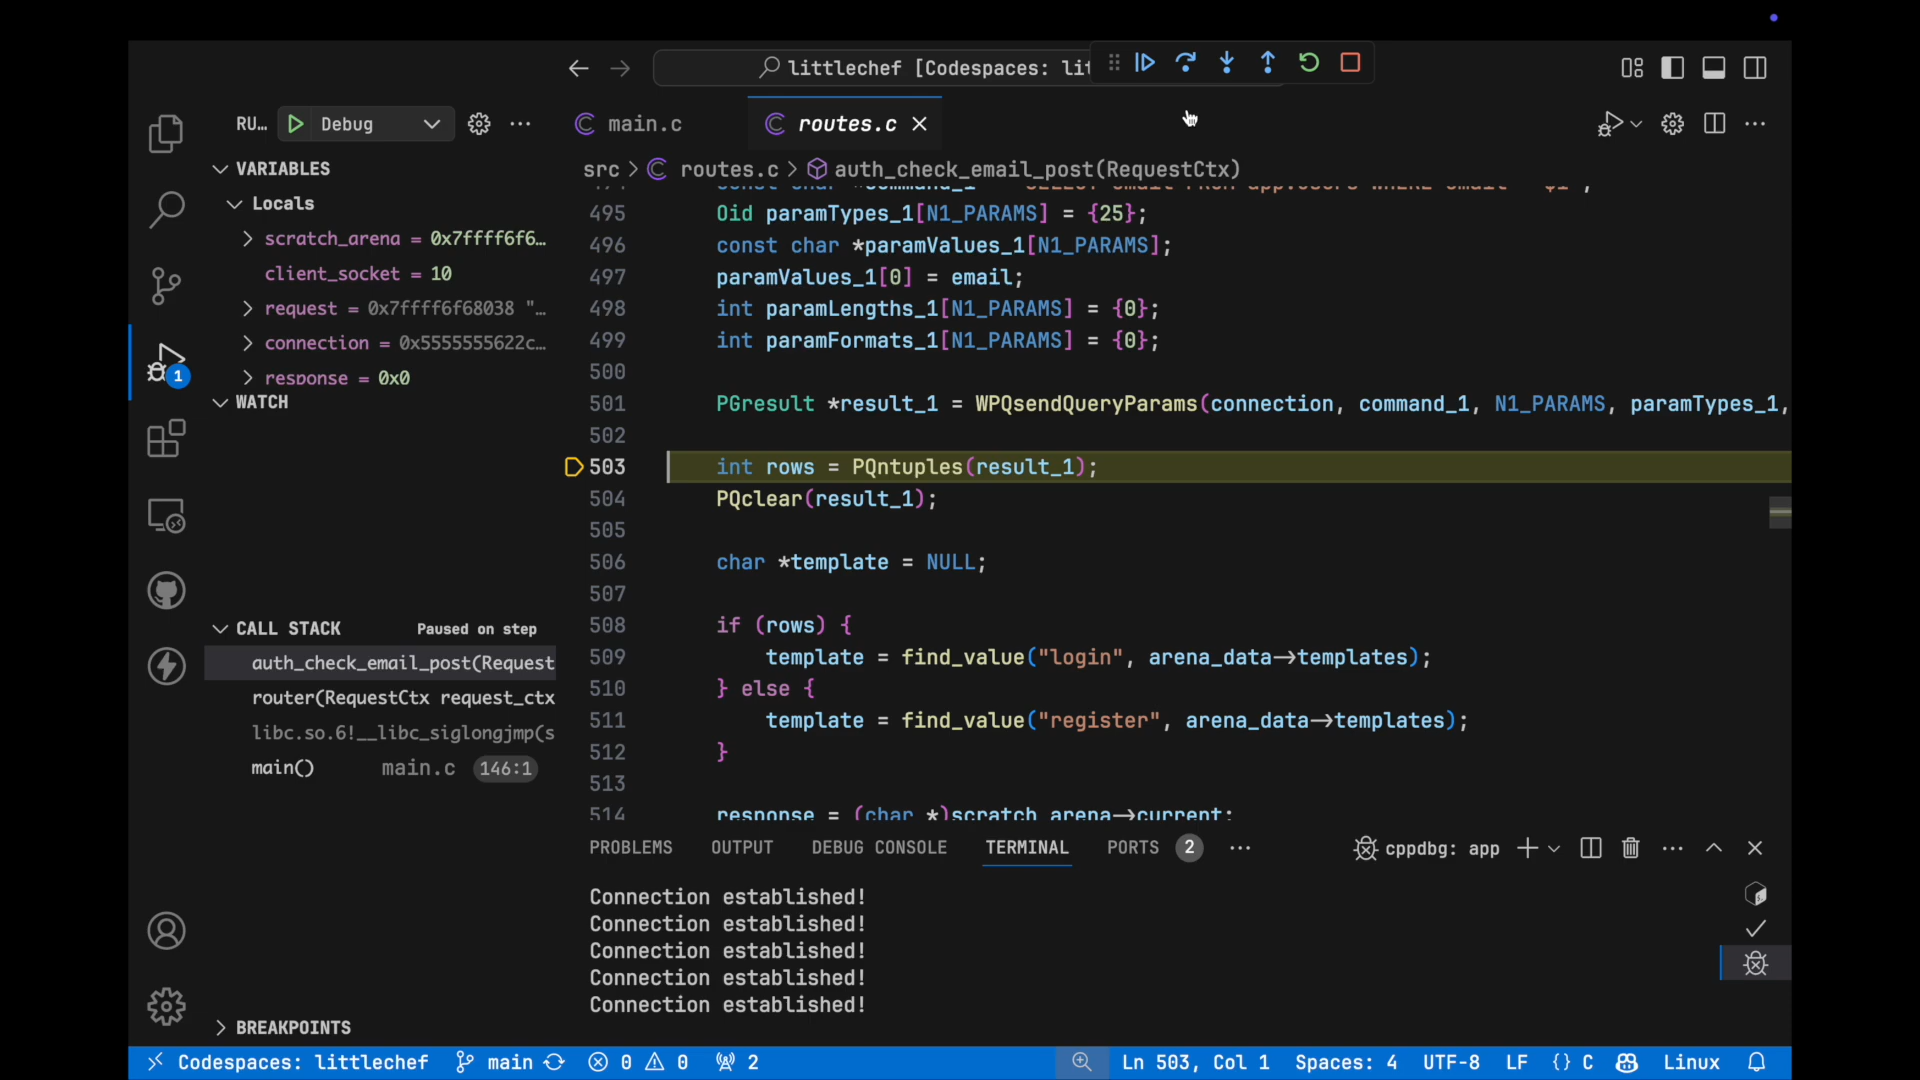 littlechef [Codespaces: lit
RU... Debug
main.c
routes.c
VARIABLES
src > routes.c > auth_check_email_post(RequestCtx)
Locals
scratch_arena = 0x7ffff6f6...
client_socket = 10
request = 0x7ffff6f68038 "...
connection = 0x5555555622c...
response = 0x0
WATCH
495 Oid paramTypes_1[N1_PARAMS] = {25};
496 const char *paramValues_1[N1_PARAMS];
497 paramValues_1[0] = email;
498 int paramLengths_1[N1_PARAMS] = {0};
499 int paramFormats_1[N1_PARAMS] = {0};
500
501 PGresult *result_1 = WPQsendQueryParams(connection, command_1, N1_PARAMS, paramTypes_1,
502
503 int rows = PQntuples(result_1);
504 PQclear(result_1);
505
506 char *template = NULL;
507
508 if (rows) {
509 template = find_value("login", arena_data->templates);
510 } else {
511 template = find_value("register", arena_data->templates);
512 }
513
514 response = (char *)scratch_arena->current;
1
CALL STACK Paused on step
auth_check_email_post(Request
router(RequestCtx request_ctx
libc.so.6!__libc_siglongjmp(s
main() main.c 146:1
BREAKPOINTS
PROBLEMS OUTPUT DEBUG CONSOLE TERMINAL PORTS 2 ... cppdbg: app
Connection established!
Connection established!
Connection established!
Connection established!
Connection established!
Codespaces: littlechef main 0 0 2 Ln 503, Col 1 Spaces: 4 UTF-8 LF {} C Linux